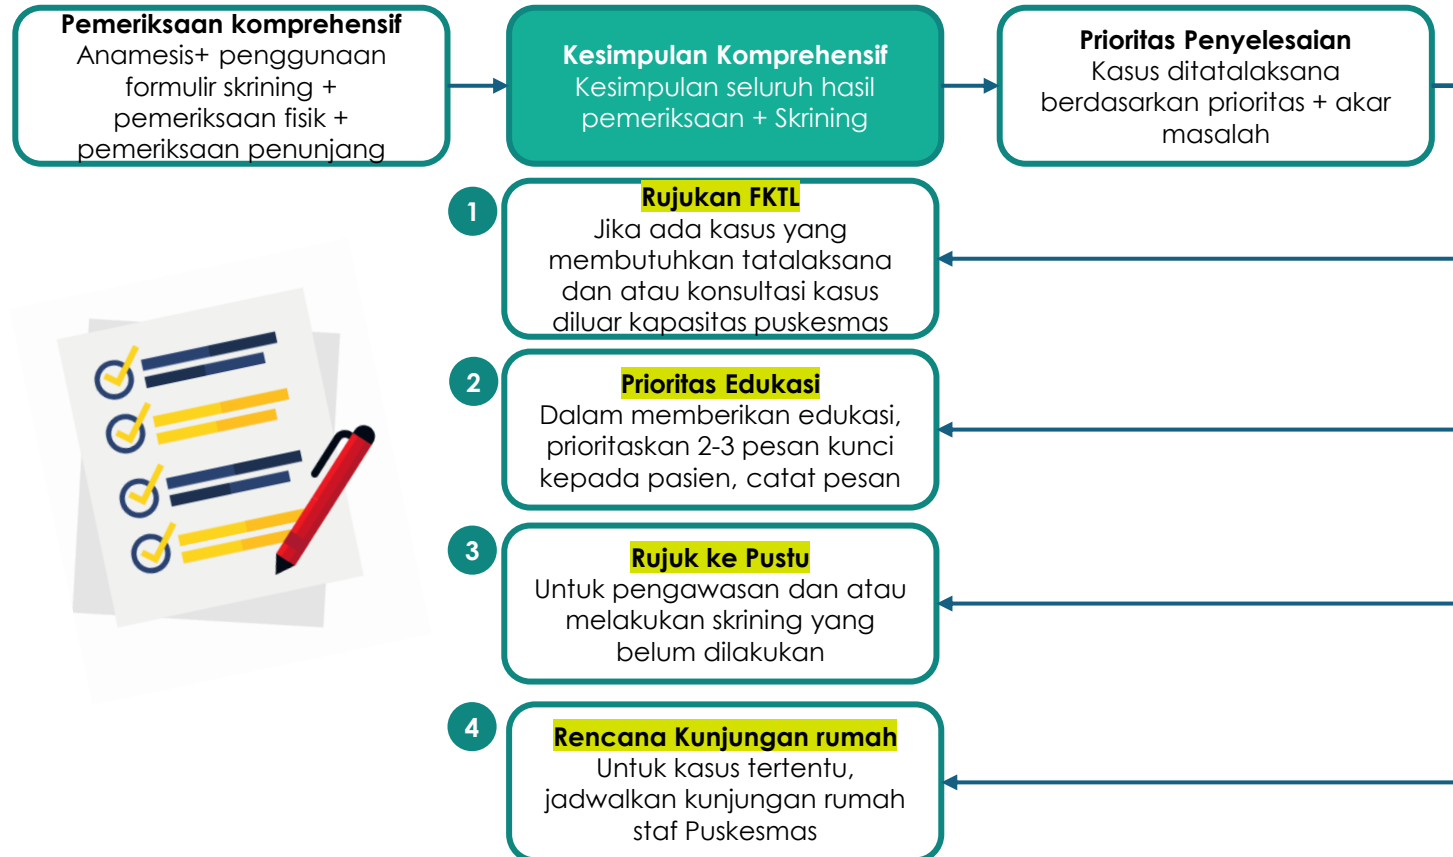 Pemeriksaan komprehensif
Anamesis+ penggunaan
formulir skrining +
pemeriksaan fisik +
pemeriksaan penunjang
Kesimpulan Komprehensif
Kesimpulan seluruh hasil
pemeriksaan + Skrining
Prioritas Penyelesaian
Kasus ditatalaksana
berdasarkan prioritas + akar
masalah
1
Rujukan FKTL
Jika ada kasus yang
membutuhkan tatalaksana
dan atau konsultasi kasus
diluar kapasitas puskesmas
2
Prioritas Edukasi
Dalam memberikan edukasi,
prioritaskan 2-3 pesan kunci
kepada pasien, catat pesan
3
Rujuk ke Pustu
Untuk pengawasan dan atau
melakukan skrining yang
belum dilakukan
4
Rencana Kunjungan rumah
Untuk kasus tertentu,
jadwalkan kunjungan rumah
staf Puskesmas